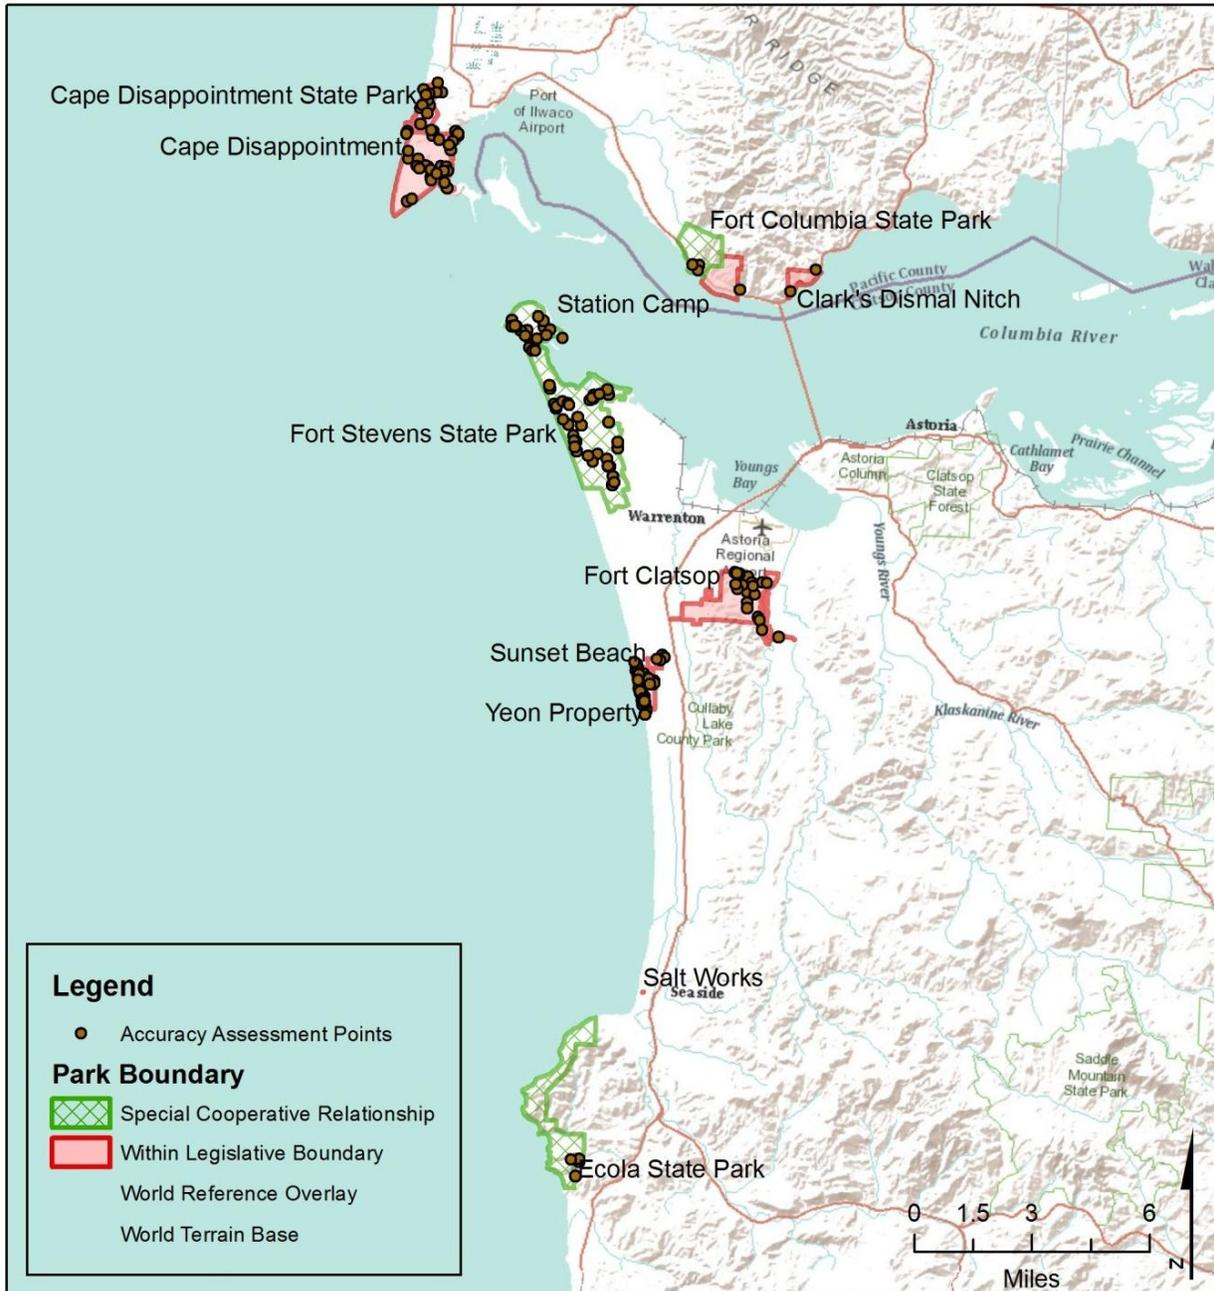 R RIDGE
Cape Disappointment State Park
Port
of Ilwaco
Airport
Cape Disappointment
Fort Columbia State Park
Pacific County
Clatsop County
Station Camp
Clark's Dismal Nitch
Columbia River
Fort Stevens State Park
Astoria
Astoria
Column
Youngs
Bay
Clatsop
State
Forest
Cathlamet
Bay
Prairie Channel
Warrenton
Astoria
Regional
Fort Clatsop
Youngs River
Sunset Beach
Yeon Property
Cullaby
Lake
County Park
Klaskanine River
Salt Works
Seaside
Saddle
Mountain
State Park
Ecola State Park
Legend
Accuracy Assessment Points
Park Boundary
Special Cooperative Relationship
Within Legislative Boundary
World Reference Overlay
World Terrain Base
0 1.5 3 6
Miles
N